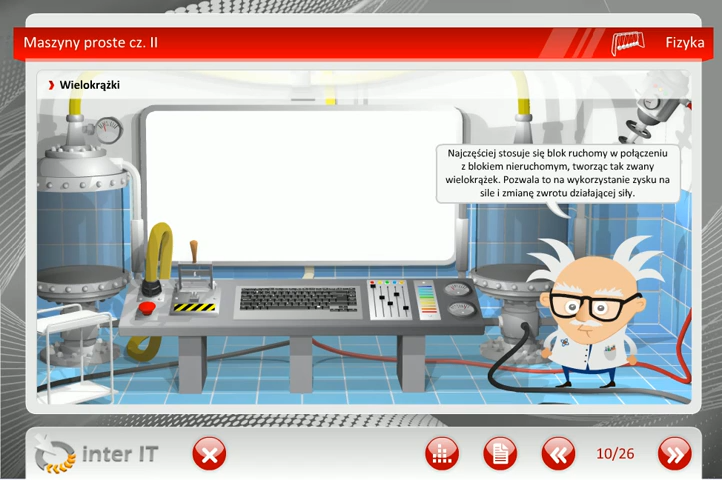 Maszyny proste cz. II
Fizyka
Wielokrążki
Najczęściej stosuje się blok ruchomy w połączeniu
z blokiem nieruchomym, tworząc tak zwany
wielokrążek. Pozwala to na wykorzystanie zysku na
sile i zmianę zwrotu działającej siły.
inter IT
10/26